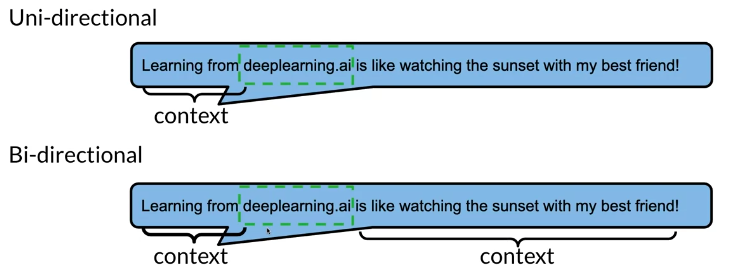 Uni-directional
Learning from deeplearning.ai is like watching the sunset with my best friend!
context
Bi-directional
Learning from deeplearning.ai is like watching the sunset with my best friend!
context context